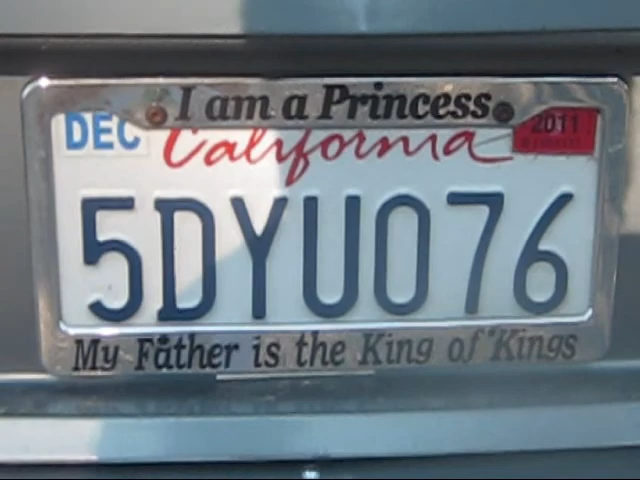 I am a Princess
DEC California 2011
5DYU076
My Father is the King of Kings